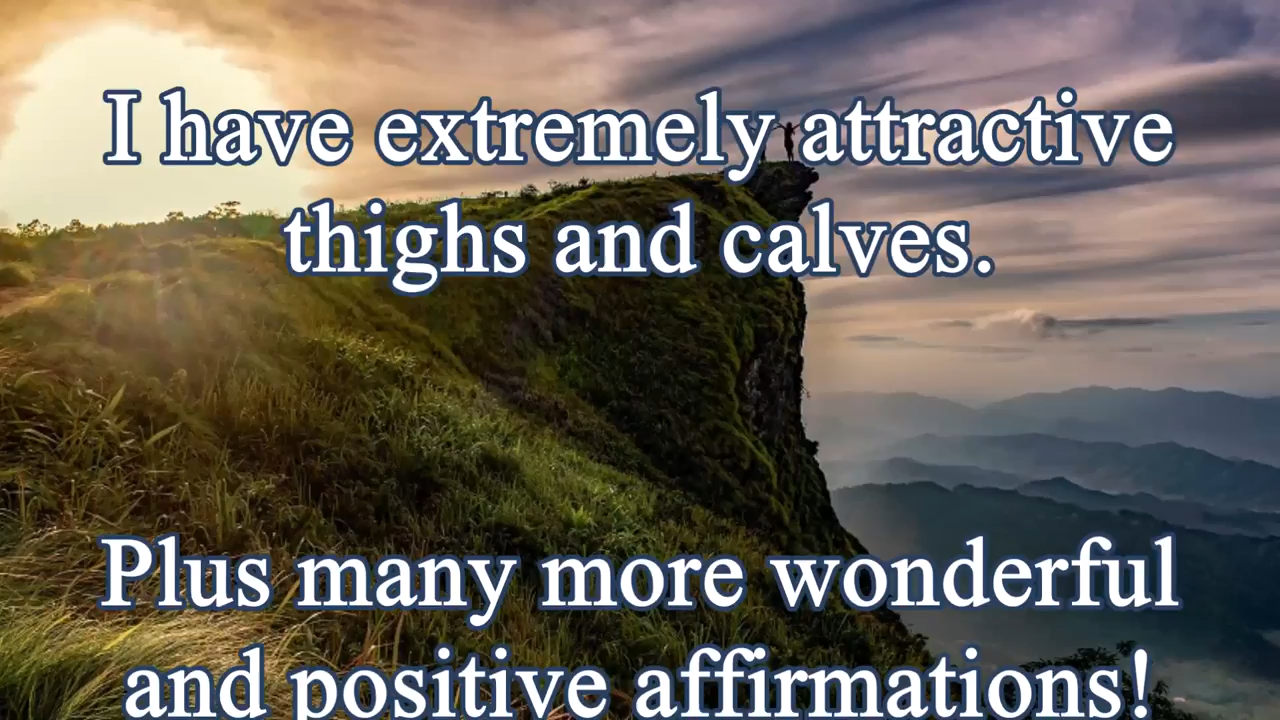 I have extremely attractive
thighs and calves.
Plus many more wonderful
and positive affirmations!